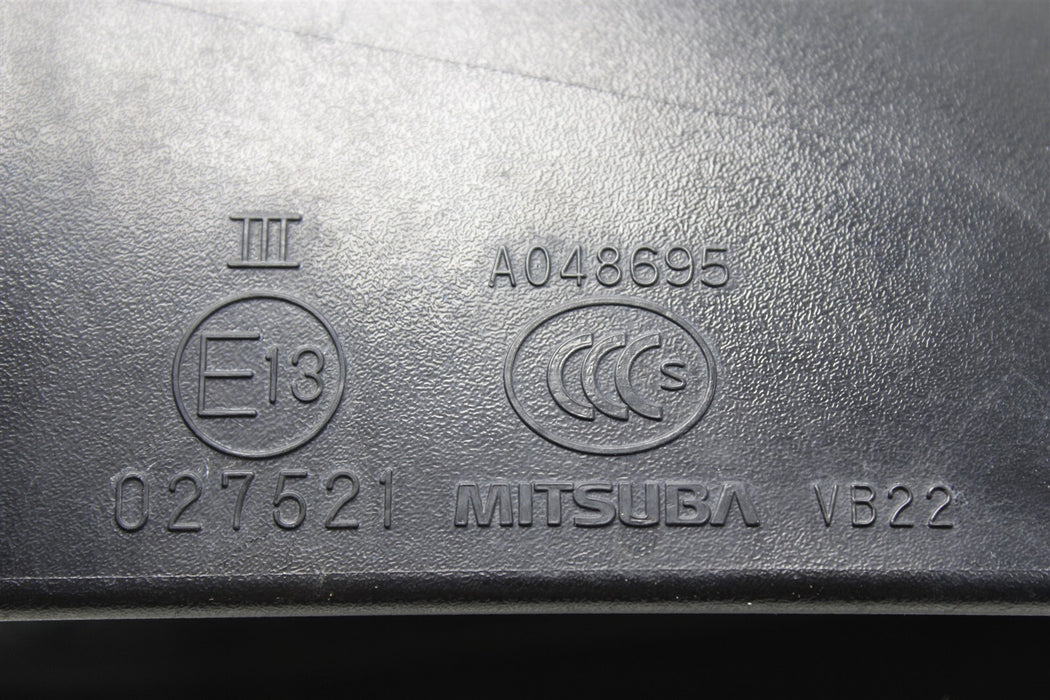 III
A048695
E13
CCC S
027521 MITSUBA VB22